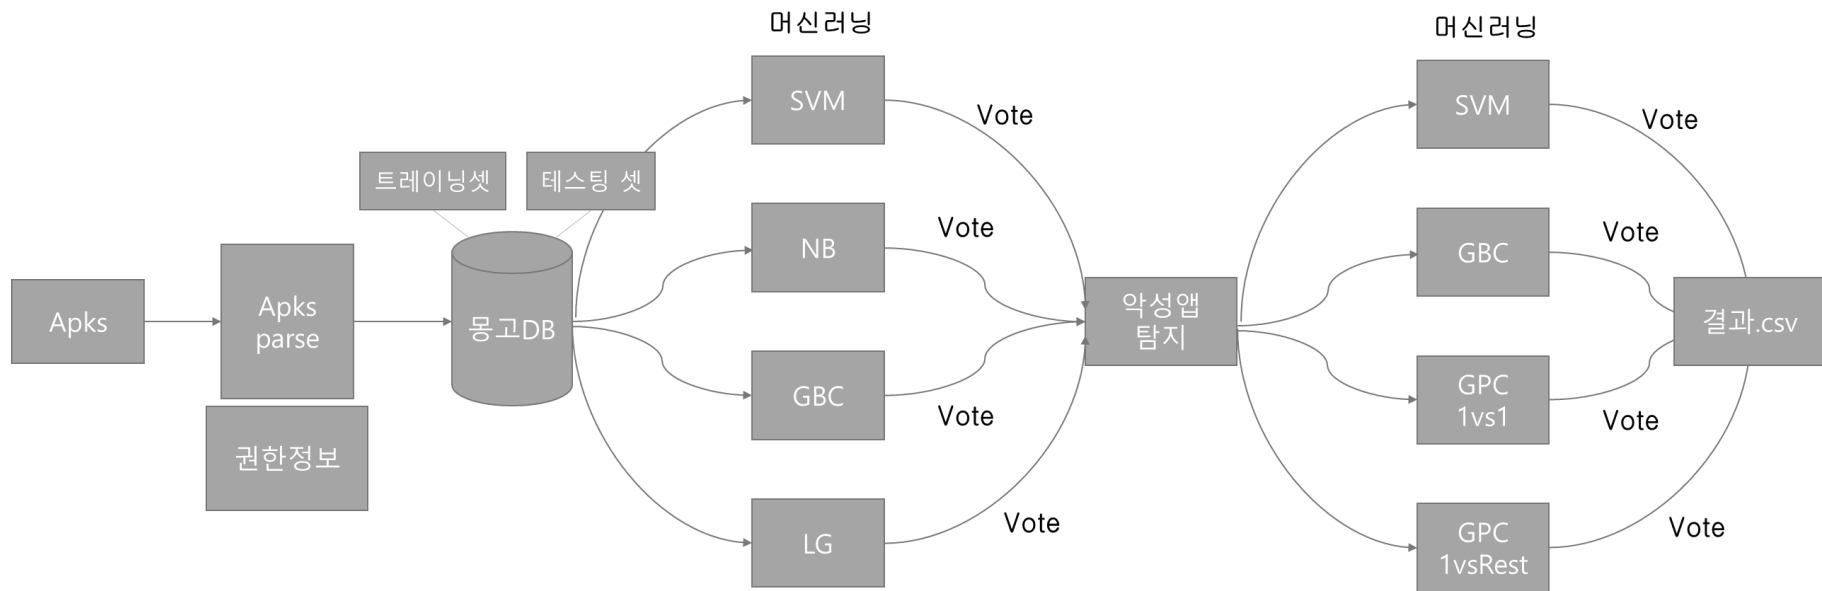 머신러닝
머신러닝
SVM
Vote
SVM
Vote
트레이닝셋
테스팅 셋
NB
Vote
GBC
Vote
Apks
Apks
parse
몽고DB
악성앱
탐지
결과.csv
권한정보
GBC
Vote
GPC
1vs1
Vote
LG
Vote
GPC
1vsRest
Vote